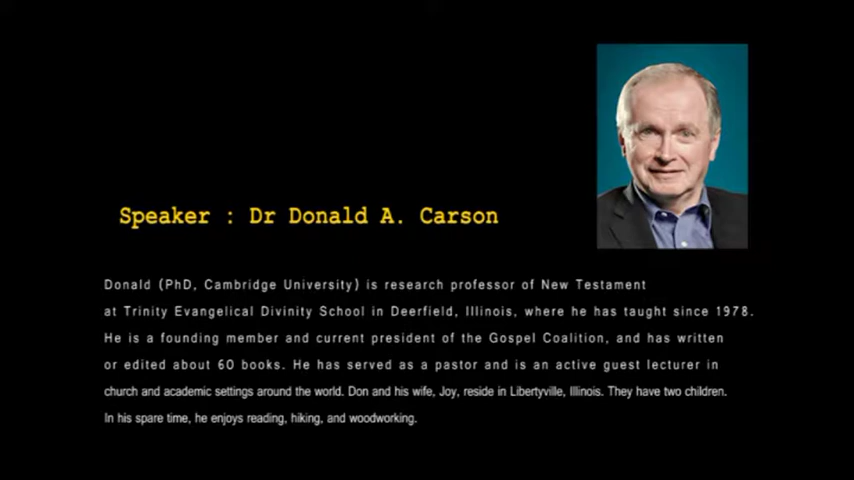 Speaker : Dr Donald A. Carson
Donald (PhD, Cambridge University) is research professor of New Testament
at Trinity Evangelical Divinity School in Deerfield, Illinois, where he has taught since 1978.
He is a founding member and current president of the Gospel Coalition, and has written
or edited about 60 books. He has served as a pastor and is an active guest lecturer in
church and academic settings around the world. Don and his wife, Joy, reside in Libertyville, Illinois. They have two children.
In his spare time, he enjoys reading, hiking, and woodworking.